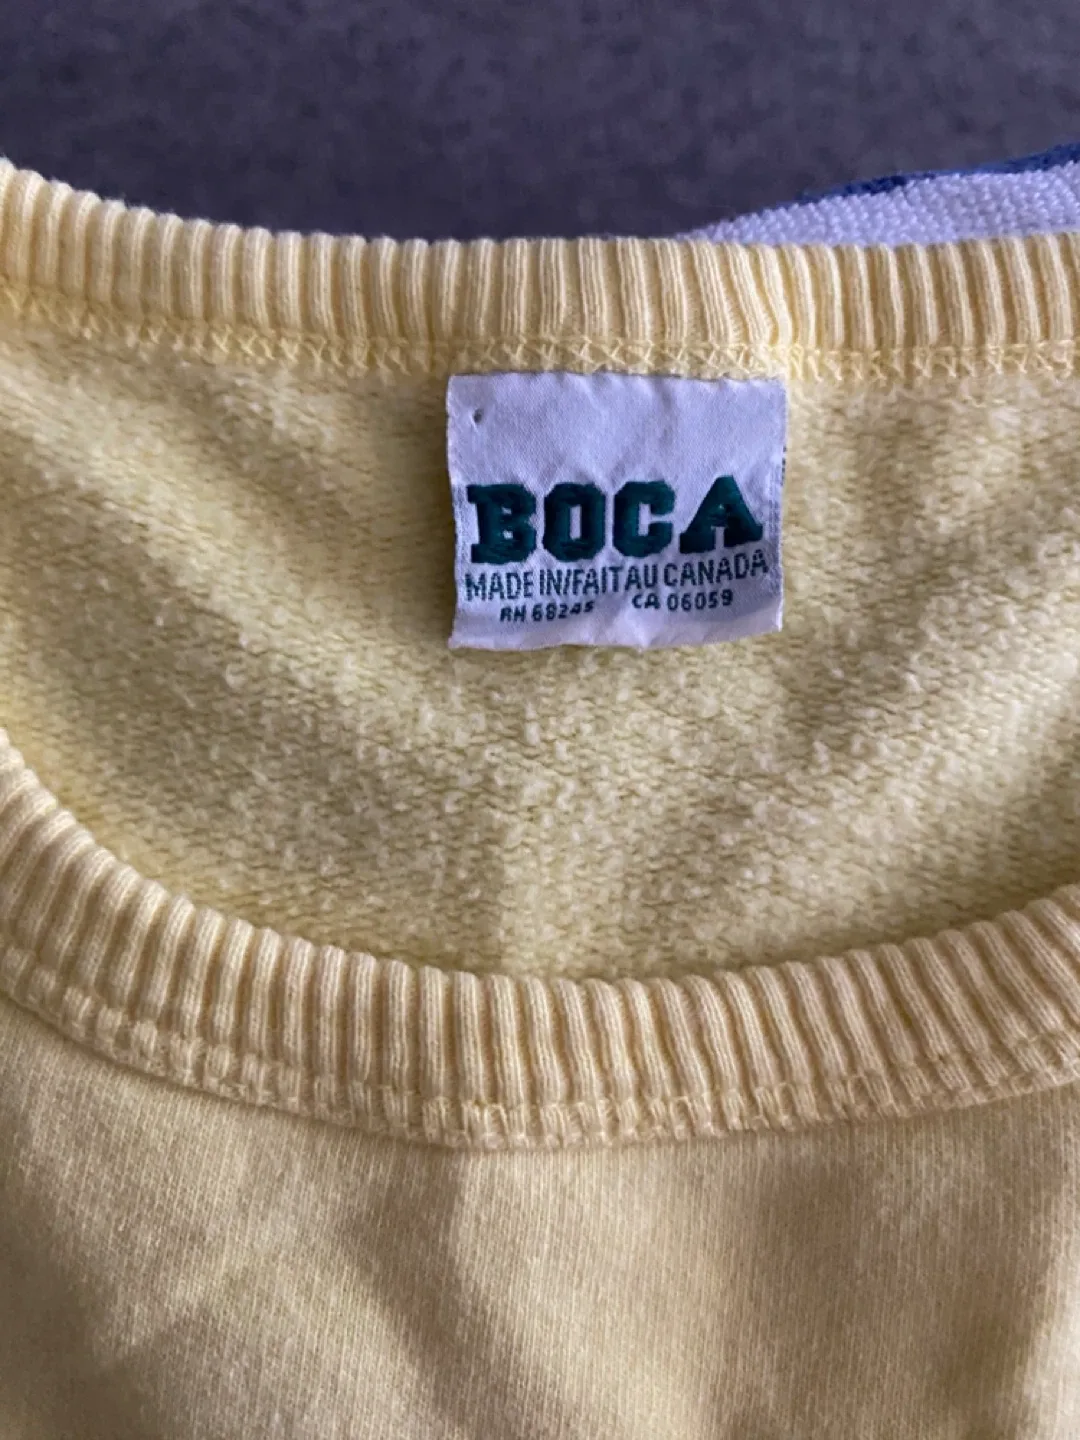 BOCA
MADE IN/FAIT AU CANADA
RN 68245 CA 06059